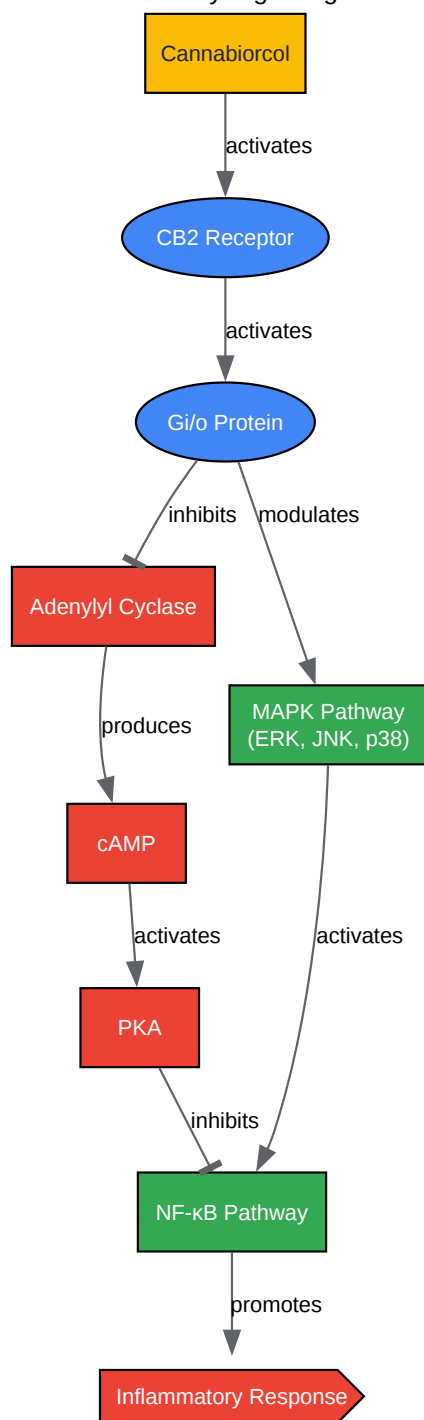 Cannabiorcol
activates
CB2 Receptor
activates
Gi/o Protein
inhibits
modulates
Adenylyl Cyclase
MAPK Pathway
(ERK, JNK, p38)
produces
cAMP
activates
activates
PKA
inhibits
NF-κB Pathway
promotes
Inflammatory Response